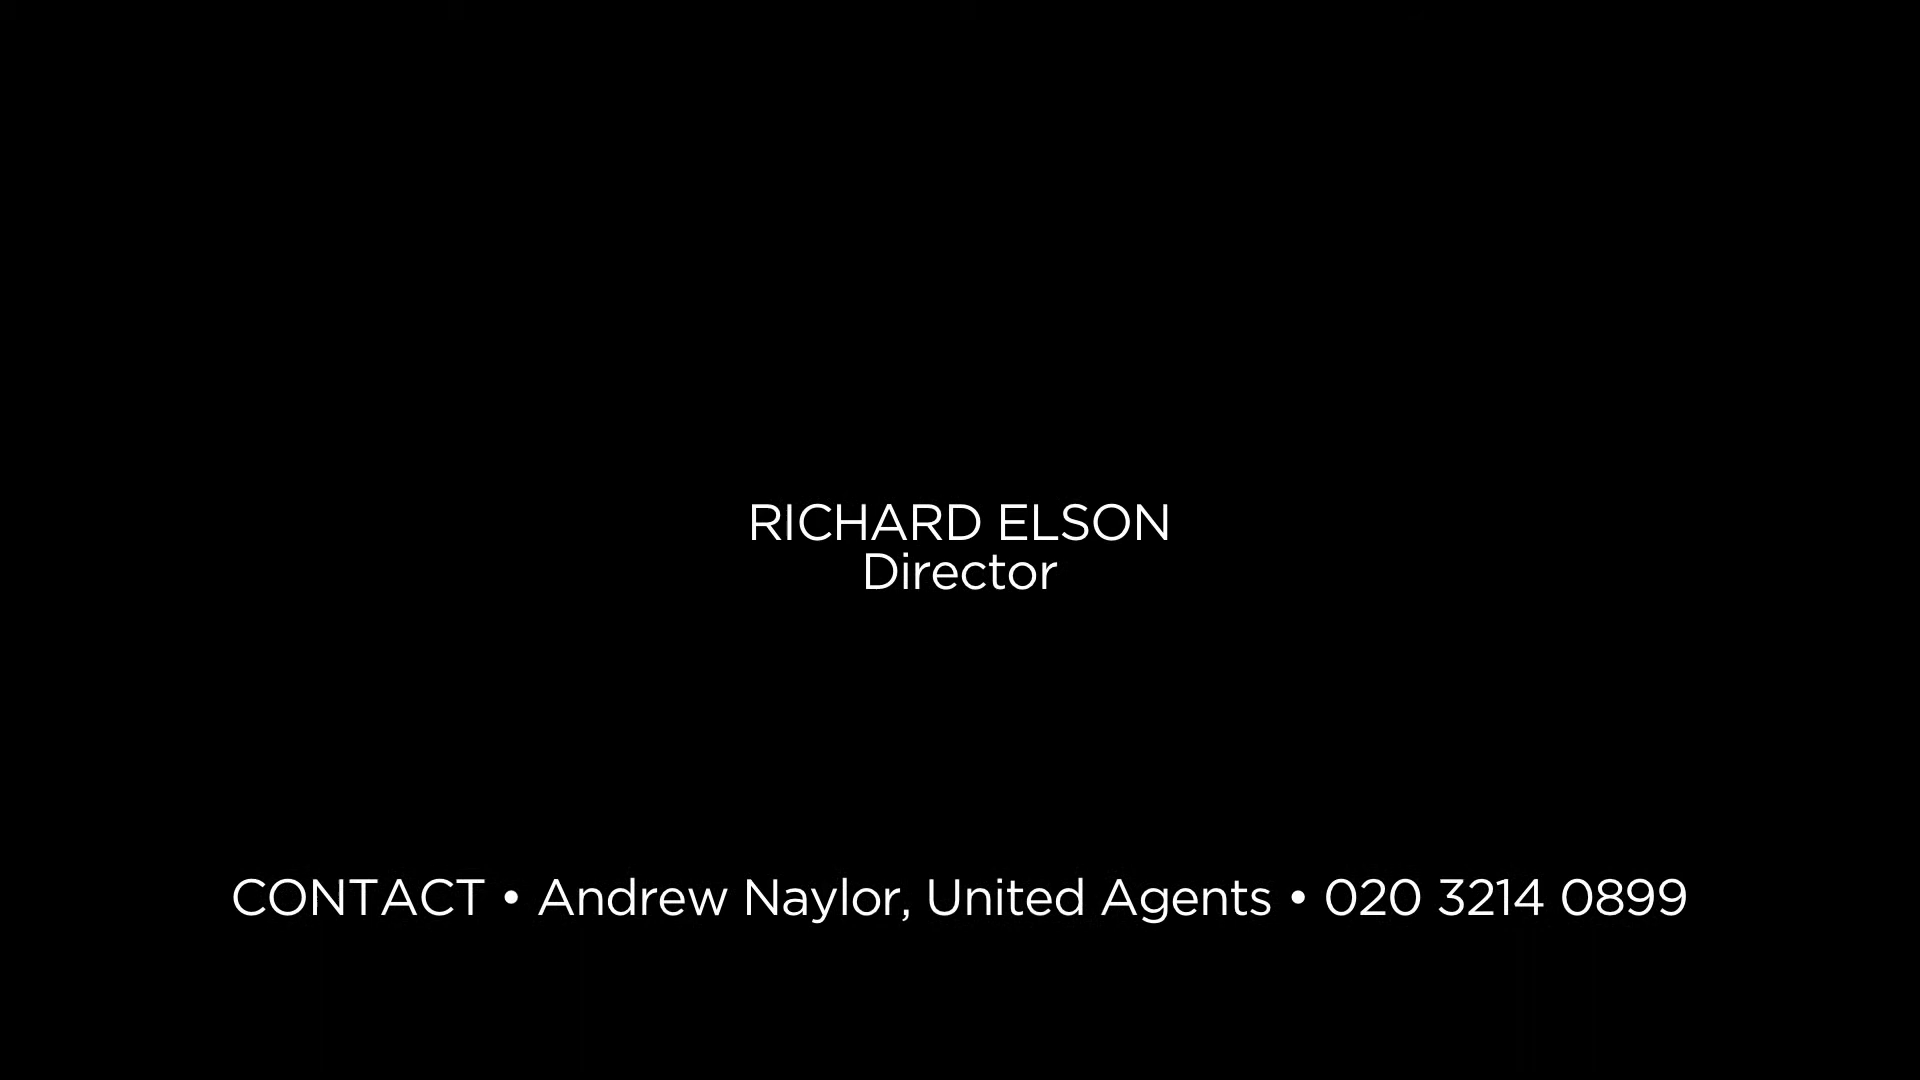 RICHARD ELSON
Director
CONTACT • Andrew Naylor, United Agents • 020 3214 0899